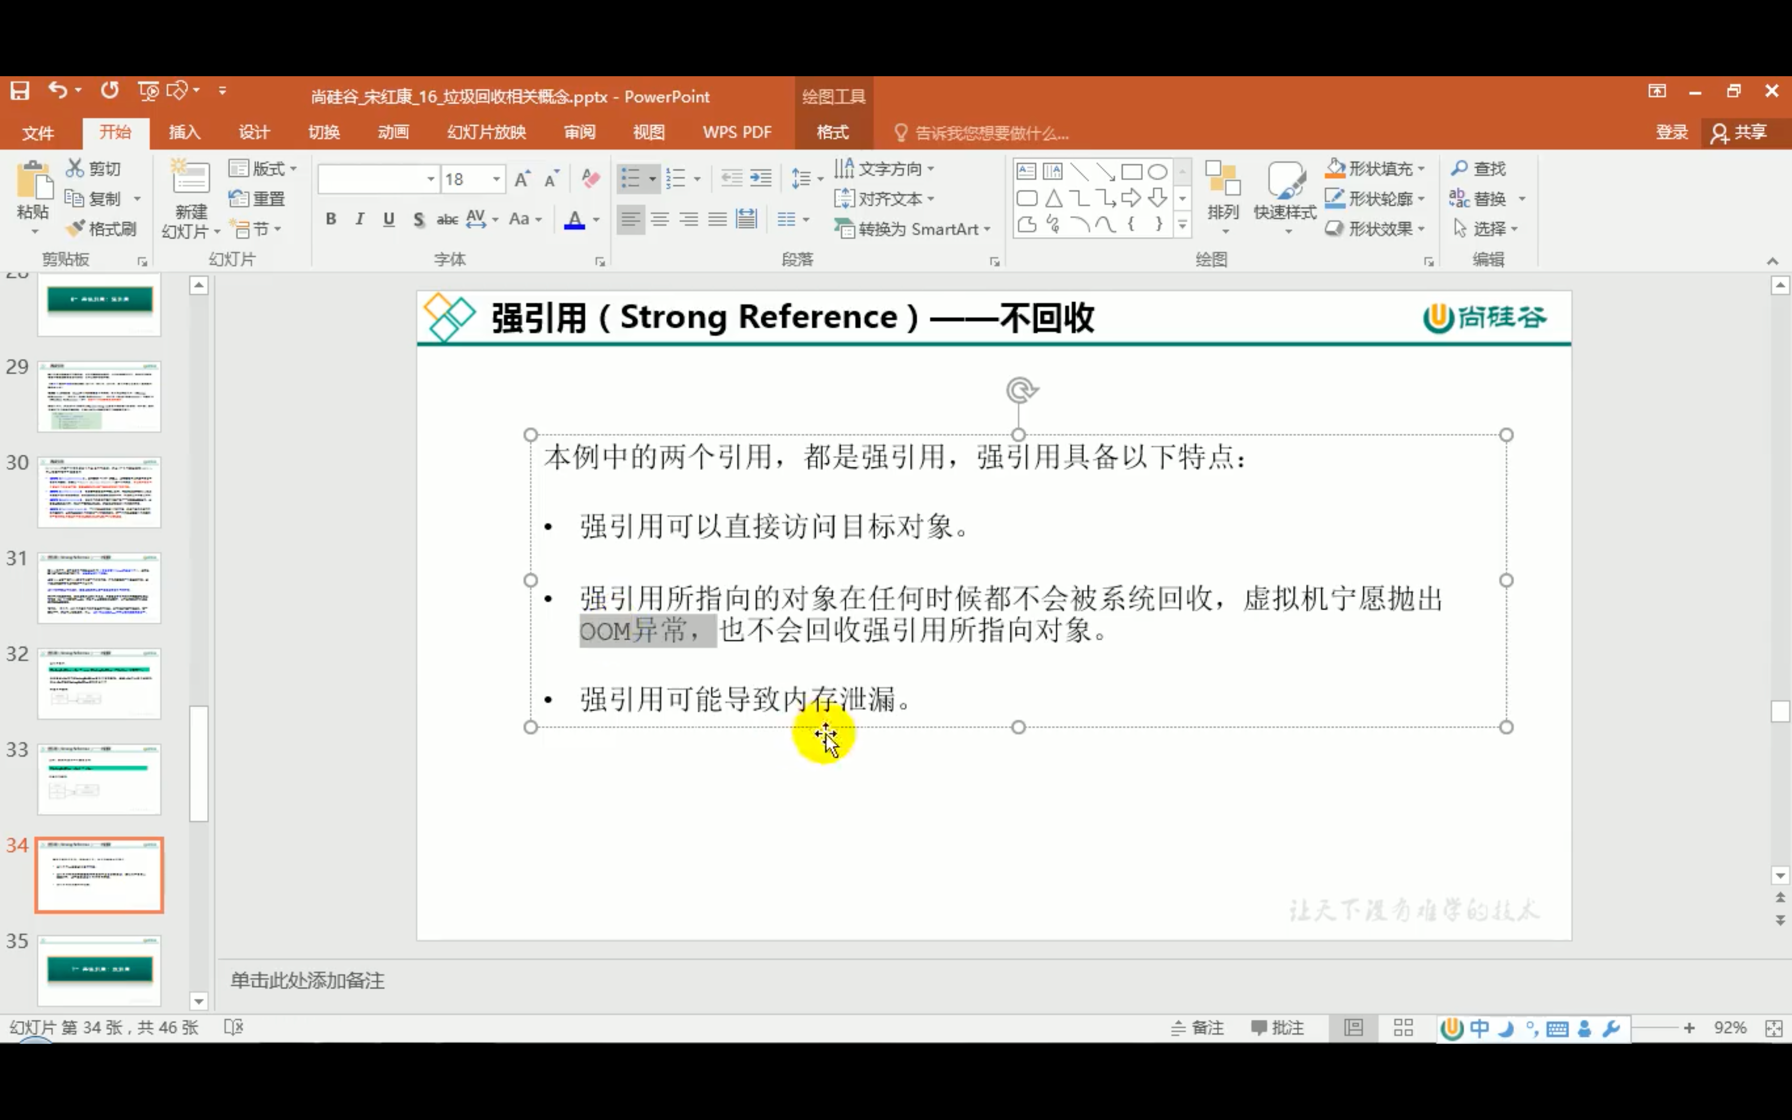 尚硅谷_宋红康_16_垃圾回收相关概念.pptx - PowerPoint
绘图工具
文件 开始 插入 设计 切换 动画 幻灯片放映 审阅 视图 WPS PDF 格式 告诉我您想要做什么... 登录 共享
粘贴 剪切 复制 格式刷 剪贴板
新建 幻灯片 版式 重置 节 幻灯片
18 B I U S abc AV Aa A 字体
文字方向 对齐文本 转换为 SmartArt 段落
排列 快速样式 形状填充 形状轮廓 形状效果 绘图
查找 替换 选择 编辑
29
30
31
32
33
34
35
强引用（Strong Reference）——不回收
尚硅谷
本例中的两个引用，都是强引用，强引用具备以下特点：
• 强引用可以直接访问目标对象。
• 强引用所指向的对象在任何时候都不会被系统回收，虚拟机宁愿抛出
OOM异常，也不会回收强引用所指向对象。
• 强引用可能导致内存泄漏。
让天下没有难学的技术
单击此处添加备注
幻灯片 第 34 张，共 46 张 备注 批注 中 92%